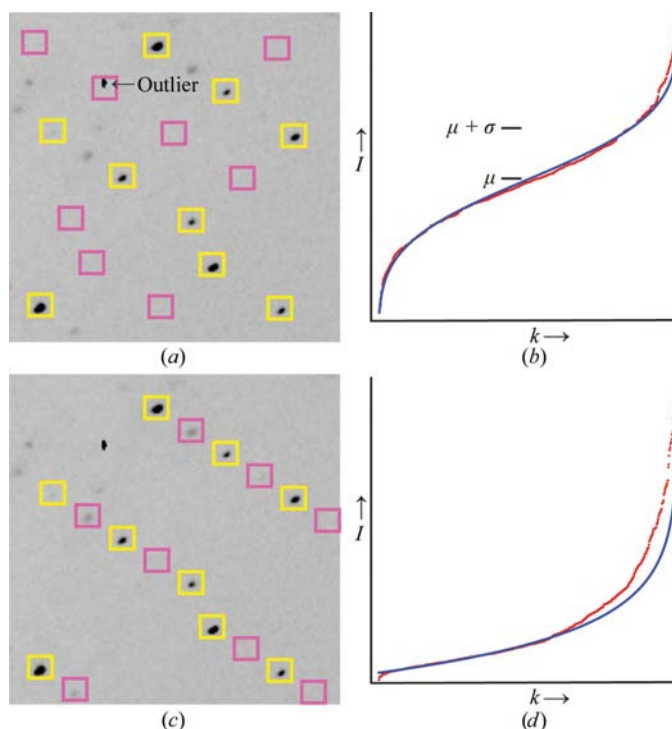 ←Outlier
μ + σ
μ
↑
I
k→
(a)
(b)
↑
I
k→
(c)
(d)